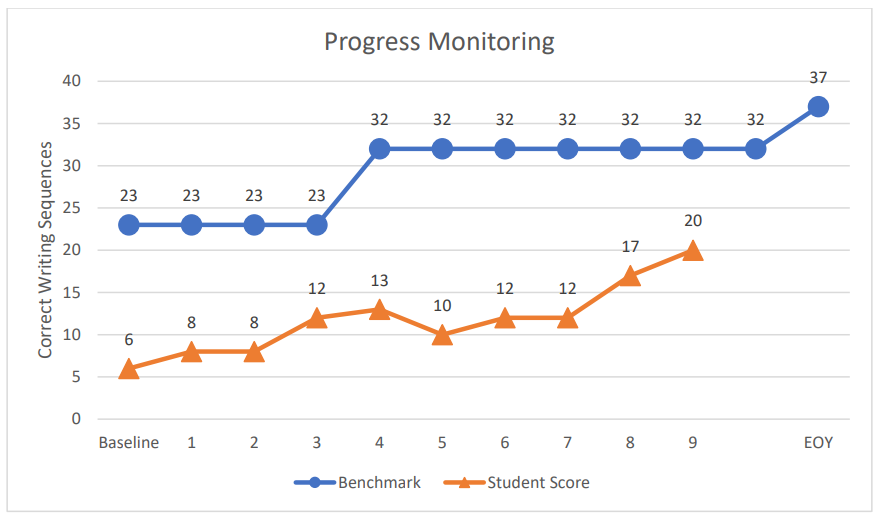 Progress Monitoring
Correct Writing Sequences
40
35
30
25
20
15
10
5
0
23 23 23 23 32 32 32 32 32 32 32 37
6 8 8 12 13 10 12 12 17 20
Baseline 1 2 3 4 5 6 7 8 9 EOY
Benchmark Student Score